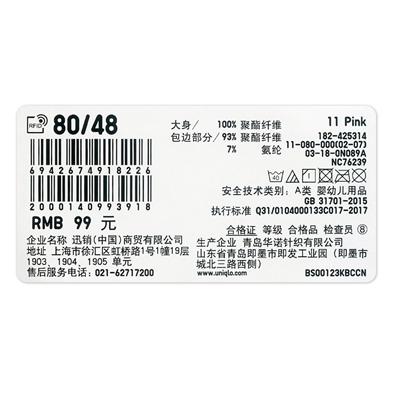 RFID
80/48
6942674918226
2000140993918
RMB 99 元
企业名称 迅销(中国)商贸有限公司
地址 上海市徐汇区虹桥路1号1幢19层
1903, 1904, 1905 单元
售后服务电话: 021-62717200
大身/ 100% 聚酯纤维
包边部分/ 93% 聚酯纤维
7% 氨纶
11 Pink
182-425314
11-080-000(02-07)
03-18-0N089A
NC76239
40
安全技术类别: A类 婴幼儿用品
GB 31701-2015
执行标准 Q31/0104000133C017-2017
合格证 等级 合格品 检查员 ⑧
生产企业 青岛华诺针织有限公司
山东省青岛即墨市即发工业园 (即墨市
城北三路西侧)
www.uniqlo.com
BS00123KBCCN